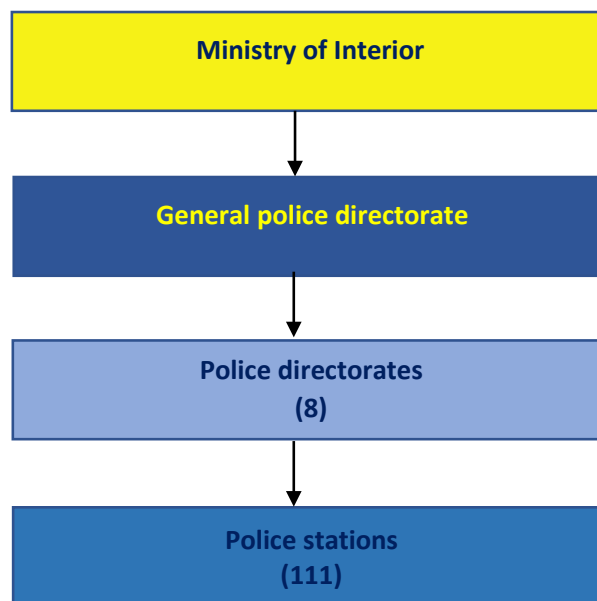 Ministry of Interior
General police directorate
Police directorates
(8)
Police stations
(111)